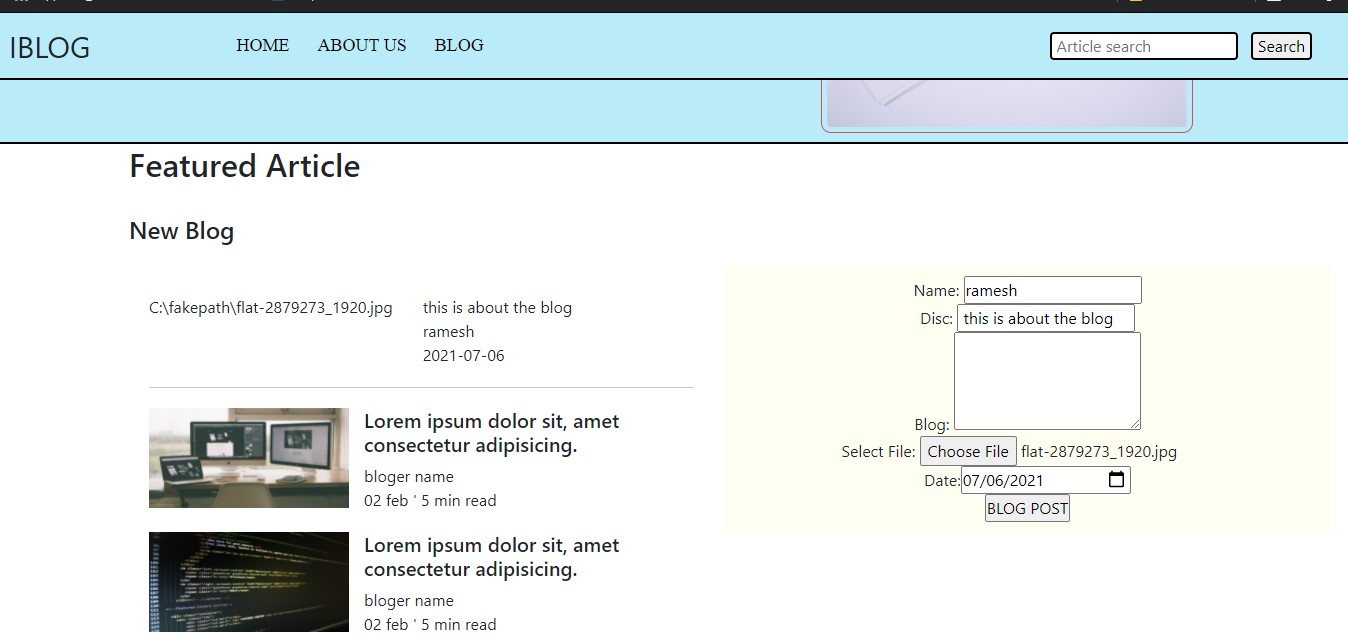 IBLOG
HOME ABOUT US BLOG
Article search Search
Featured Article
New Blog
C:\fakepath\flat-2879273_1920.jpg
this is about the blog
ramesh
2021-07-06
Lorem ipsum dolor sit, amet
consectetur adipisicing.
bloger name
02 feb ' 5 min read
Lorem ipsum dolor sit, amet
consectetur adipisicing.
bloger name
02 feb ' 5 min read
Name: ramesh
Disc: this is about the blog
Blog:
Select File: Choose File flat-2879273_1920.jpg
Date: 07/06/2021
BLOG POST